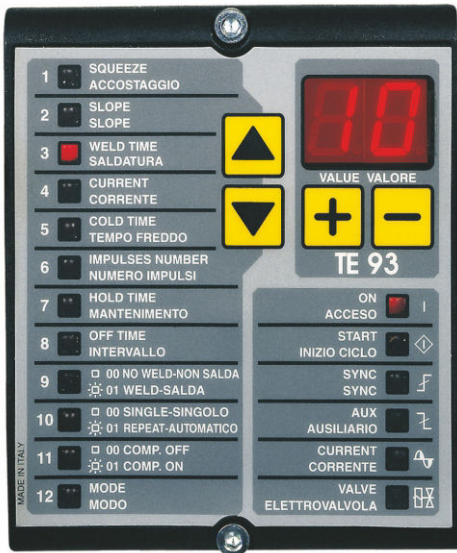 1 SQUEEZE
ACCOSTAGGIO
2 SLOPE
SLOPE
3 WELD TIME
SALDATURA
4 CURRENT
CORRENTE
5 COLD TIME
TEMPO FREDDO
6 IMPULSES NUMBER
NUMERO IMPULSI
7 HOLD TIME
MANTENIMENTO
8 OFF TIME
INTERVALLO
9 00 NO WELD-NON SALDA
01 WELD-SALDA
10 00 SINGLE-SINGOLO
01 REPEAT-AUTOMATICO
11 00 COMP. OFF
01 COMP. ON
12 MODE
MODO
MADE IN ITALY
10
VALUE VALORE
+ −
TE 93
ON
ACCESO I
START
INIZIO CICLO
SYNC
SYNC
AUX
AUSILIARIO
CURRENT
CORRENTE
VALVE
ELETTROVALVOLA